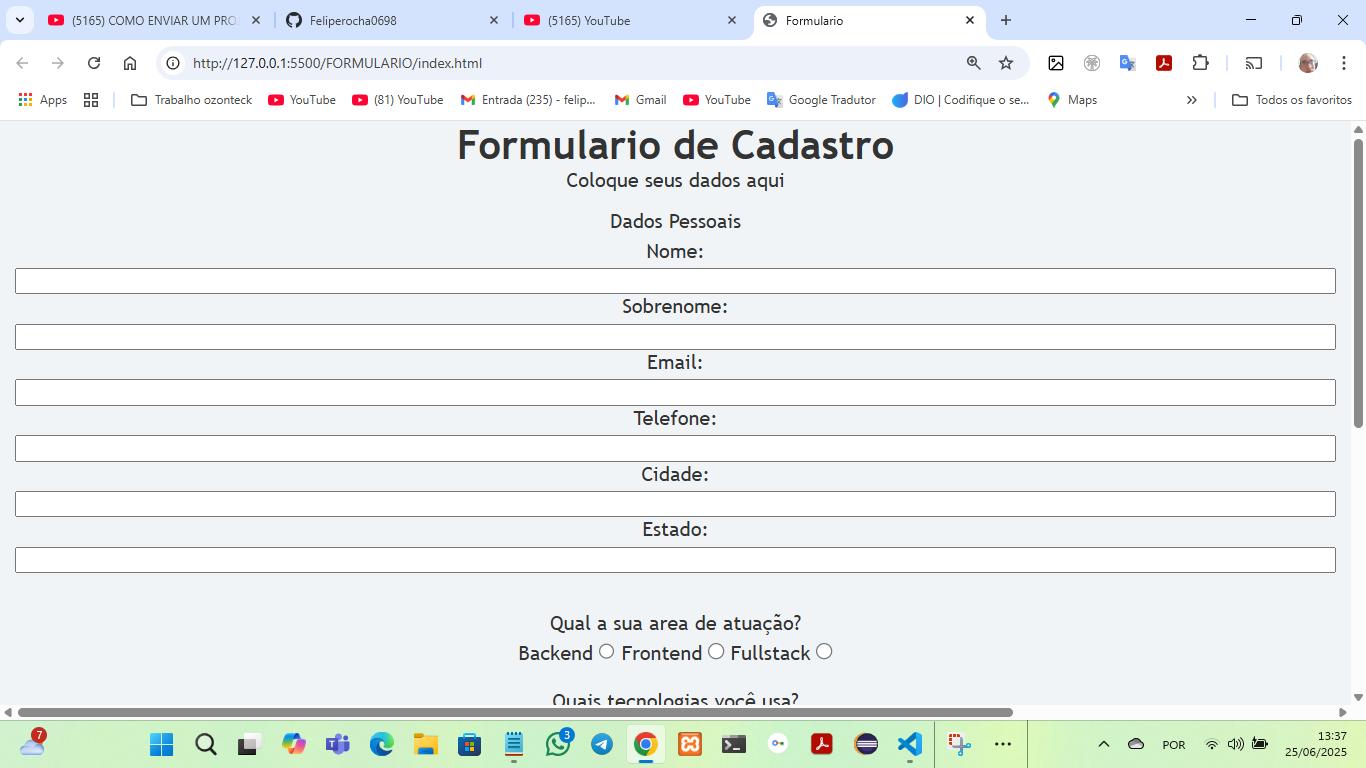 (5165) COMO ENVIAR UM PRO
Feliperocha0698
(5165) YouTube
Formulario
http://127.0.0.1:5500/FORMULARIO/index.html
Apps
Trabalho ozonteck
YouTube
(81) YouTube
Entrada (235) - felip...
Gmail
YouTube
Google Tradutor
DIO | Codifique o se...
Maps
Todos os favoritos
Formulario de Cadastro
Coloque seus dados aqui
Dados Pessoais
Nome:
Sobrenome:
Email:
Telefone:
Cidade:
Estado:
Qual a sua area de atuação?
Backend Frontend Fullstack
Quais tecnologias você usa?
7
3
POR
13:37
25/06/2025